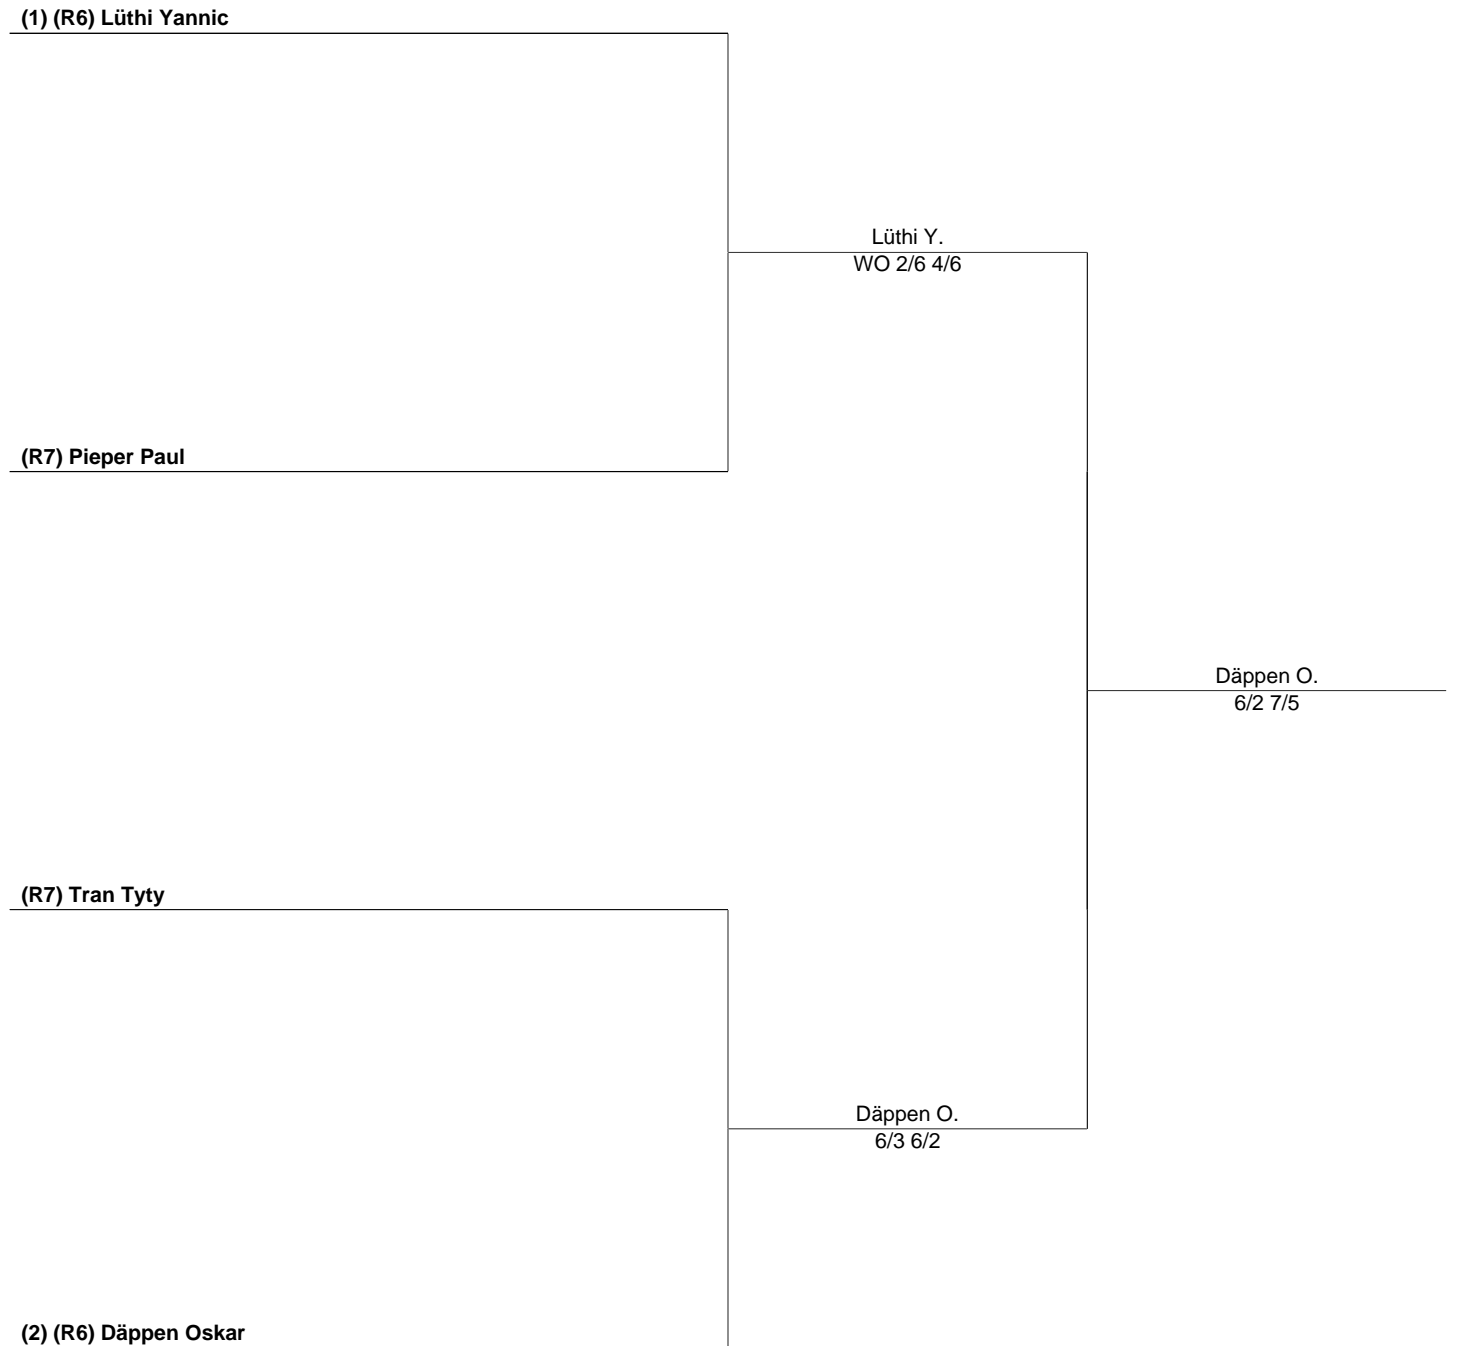 (1) (R6) Lüthi Yannic
Lüthi Y.
WO 2/6 4/6
(R7) Pieper Paul
Däppen O.
6/2 7/5
(R7) Tran Tyty
Däppen O.
6/3 6/2
(2) (R6) Däppen Oskar